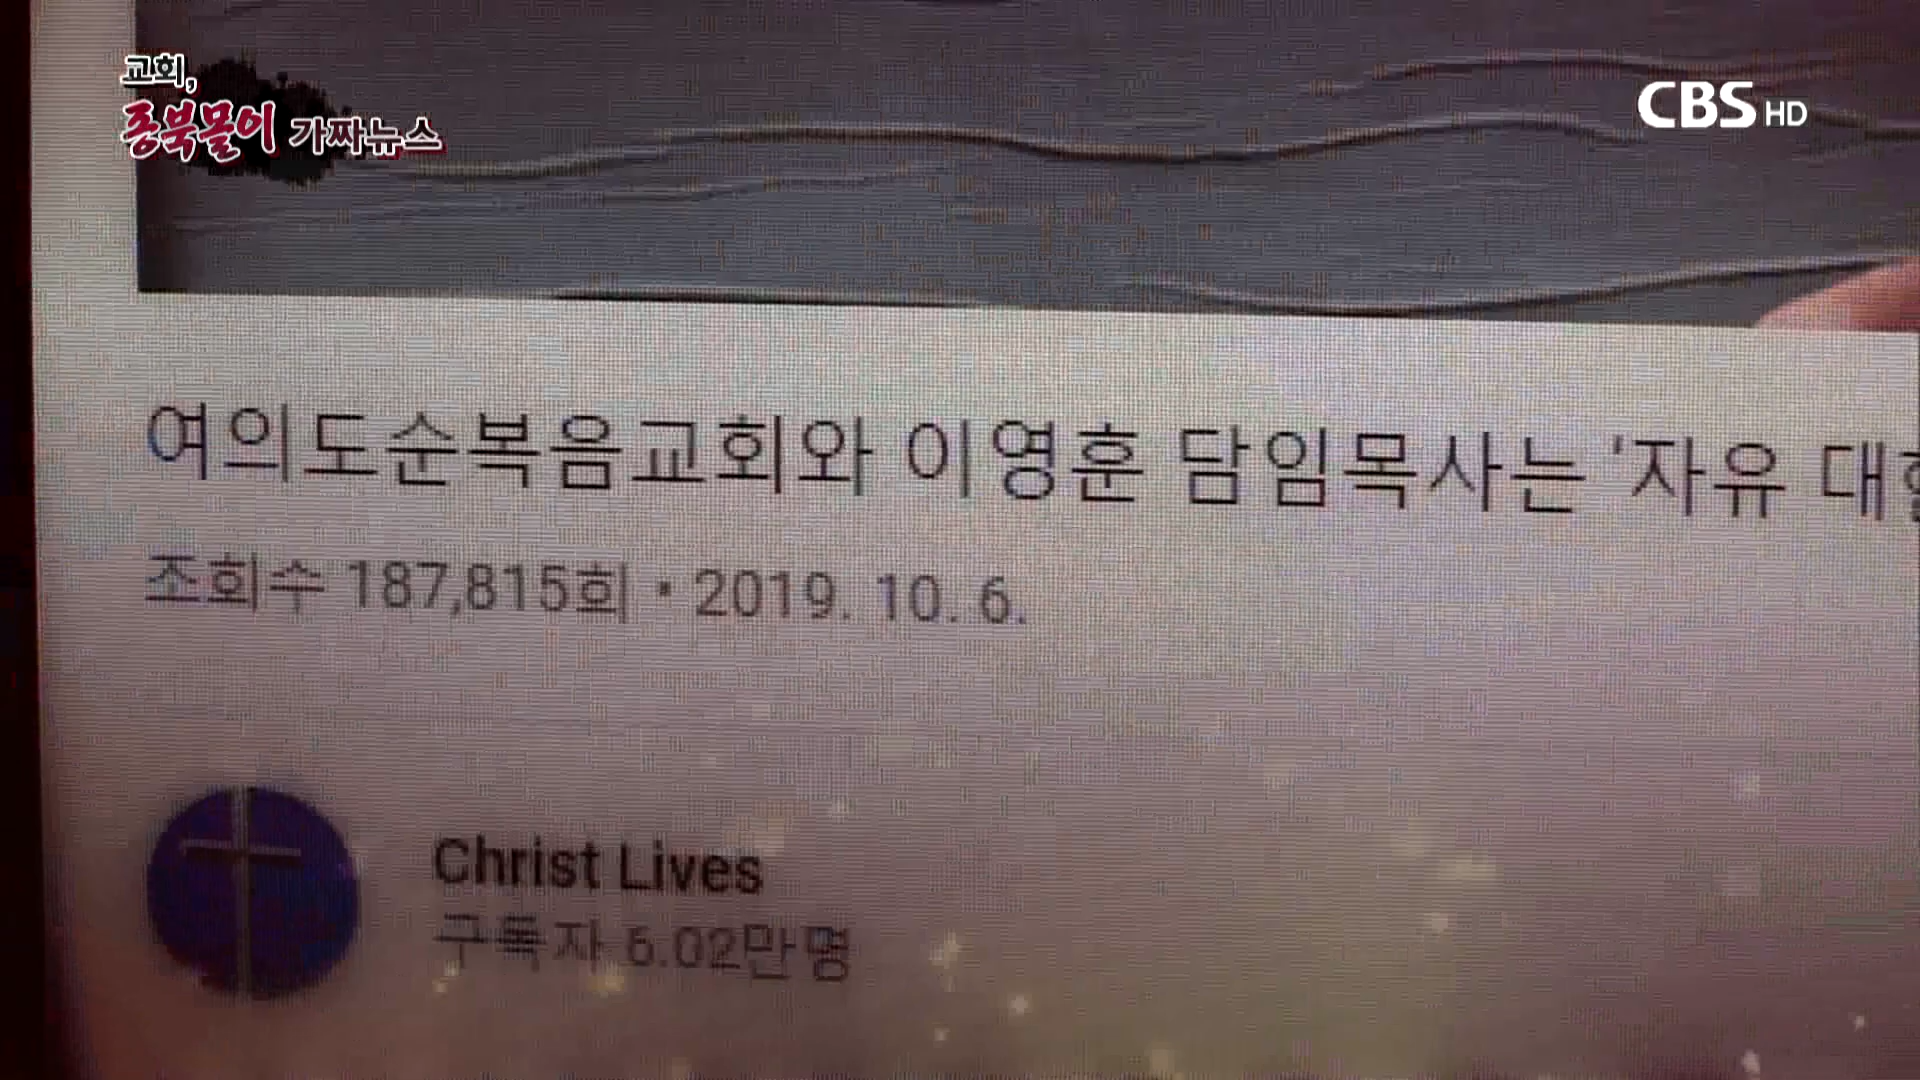 교회,
종북몰이 가짜뉴스
CBS HD
여의도순복음교회와 이영훈 담임목사는 '자유 대
조회수 187,815회 • 2019. 10. 6.
Christ Lives
구독자 6.02만명